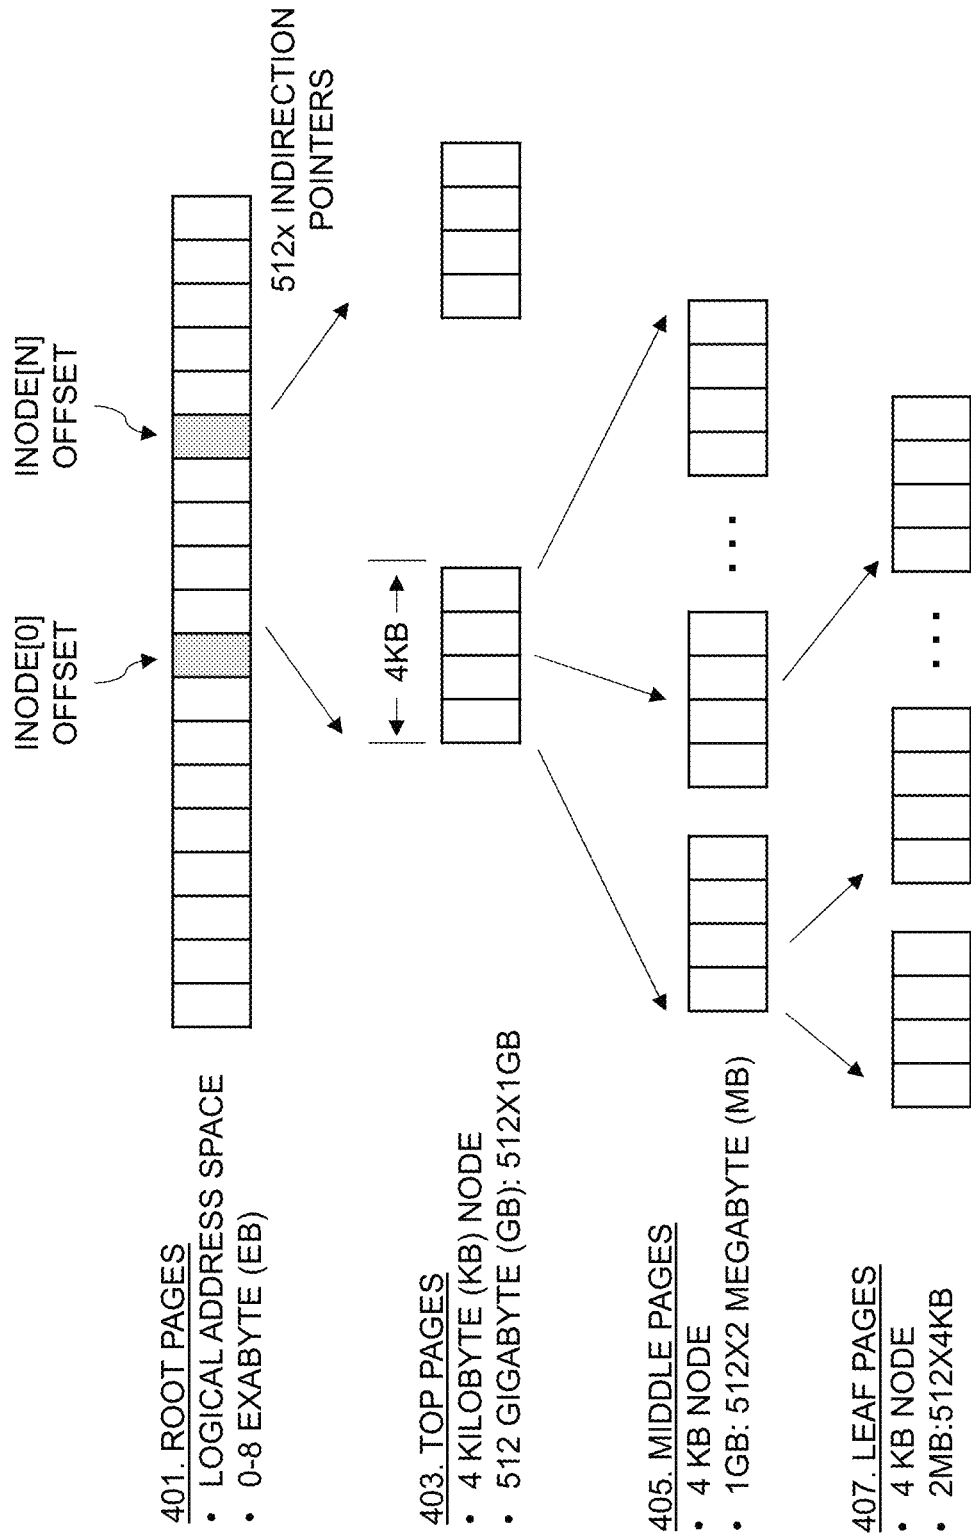 INODE[0]
OFFSET
INODE[N]
OFFSET
401. ROOT PAGES
• LOGICAL ADDRESS SPACE
• 0-8 EXABYTE (EB)
512x INDIRECTION
POINTERS
4KB
403. TOP PAGES
• 4 KILOBYTE (KB) NODE
• 512 GIGABYTE (GB): 512X1GB
405. MIDDLE PAGES
• 4 KB NODE
• 1GB: 512X2 MEGABYTE (MB)
407. LEAF PAGES
• 4 KB NODE
• 2MB:512X4KB